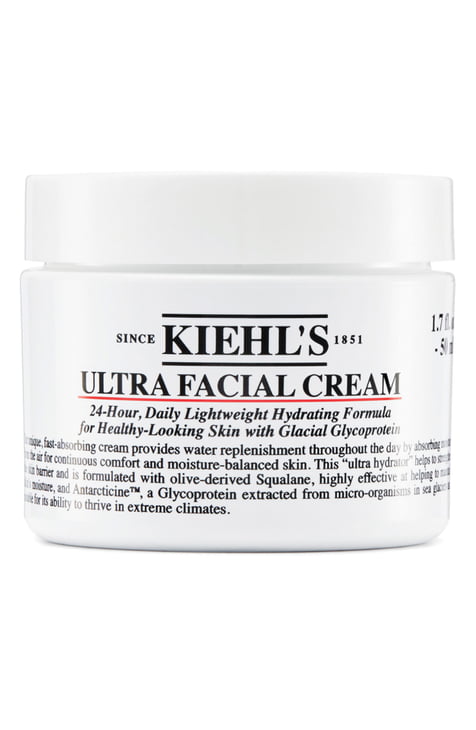 SINCE KIEHL'S 1851
ULTRA FACIAL CREAM
24-Hour, Daily Lightweight Hydrating Formula
for Healthy-Looking Skin with Glacial Glycoprotein
1.7 fl.
- 50 ml
fast-absorbing cream provides water replenishment throughout the day by absorbing
the air for continuous comfort and moisture-balanced skin. This "ultra hydrator" helps to
skin barrier and is formulated with olive-derived Squalane, highly effective at helping to
moisture, and Antarcticine™, a Glycoprotein extracted from micro-organisms in sea
for its ability to thrive in extreme climates.